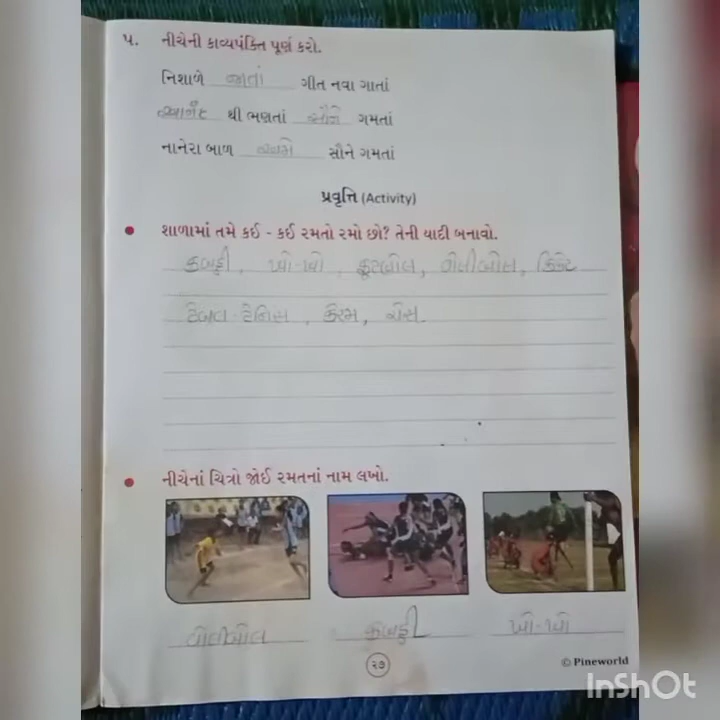 ૫. નીચેની કાવ્યપંક્તિ પૂર્ણ કરો.
નિશાળે જાતાં ગીત નવા ગાતાં
આનંદ થી ભણતાં સૌને ગમતાં
નાનેરા બાળ અમે સૌને ગમતાં
પ્રવૃત્તિ (Activity)
• શાળામાં તમે કઈ - કઈ રમતો રમો છો? તેની યાદી બનાવો.
કબડ્ડી, ખો-ખો, ફૂટબોલ, વોલીબોલ, ક્રિકેટ
ટેબલ-ટેનિસ, કેરમ, ચેસ
• નીચેનાં ચિત્રો જોઈ રમતનાં નામ લખો.
વોલીબોલ કબડ્ડી ખો-ખો
૨૭
© Pineworld
InShOt